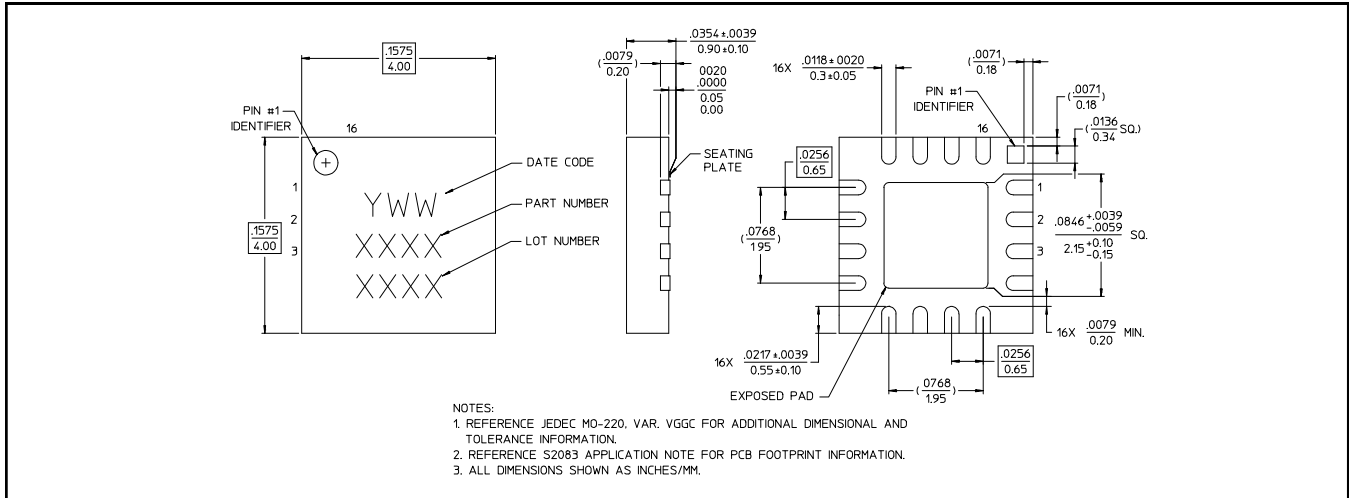 .1575
4.00
PIN #1
IDENTIFIER
16
1
2
3
.1575
4.00
DATE CODE
PART NUMBER
LOT NUMBER
YWW
XXXX
XXXX
.0354±.0039
0.90±0.10
(.0079
0.20)
0020
.0000
0.05
0.00
SEATING
PLATE
16X .0118±0020
0.3±0.05
(.0071
0.18)
PIN #1
IDENTIFIER
16
(.0071
0.18)
(.0136
0.34 SQ.)
.0256
0.65
(.0768
1.95)
1
2
3
.0846 +.0039
-.0059
2.15 +0.10
-0.15
SQ.
16X .0079
0.20 MIN.
16X .0217±.0039
0.55±0.10
.0256
0.65
(.0768
1.95)
EXPOSED PAD
NOTES:
1. REFERENCE JEDEC MO-220, VAR. VGGC FOR ADDITIONAL DIMENSIONAL AND
TOLERANCE INFORMATION.
2. REFERENCE S2083 APPLICATION NOTE FOR PCB FOOTPRINT INFORMATION.
3. ALL DIMENSIONS SHOWN AS INCHES/MM.